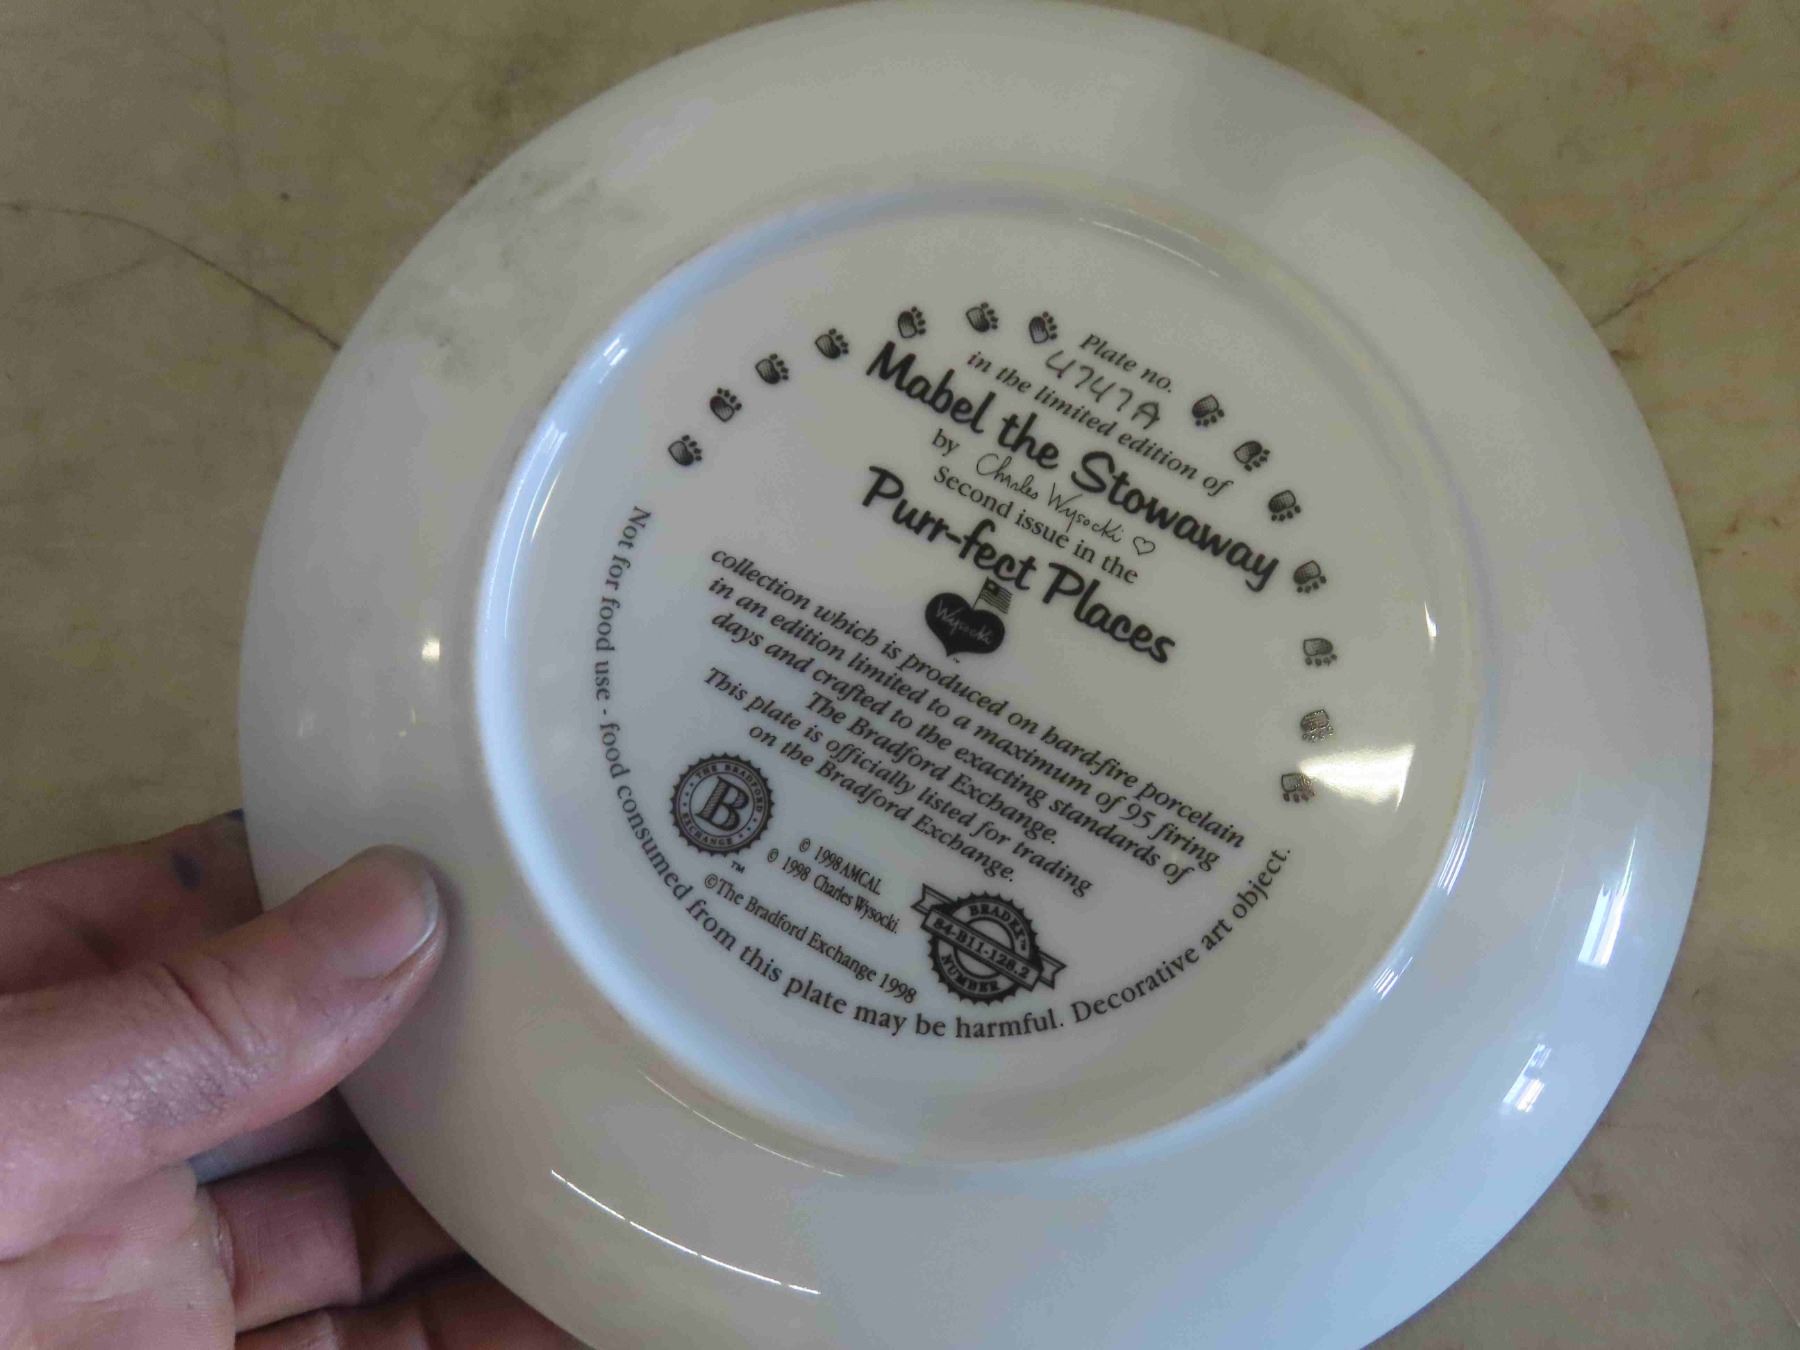 Plate no.
4747A
in the limited edition of
Mabel the Stowaway
by Charles Wysocki ♡
Second issue in the
Purr-fect Places
Wysocki
™
collection which is produced on hard-fire porcelain
in an edition limited to a maximum of 95 firing
days and crafted to the exacting standards of
The Bradford Exchange.
This plate is officially listed for trading
on the Bradford Exchange.
THE BRADFORD
B
EXCHANGE
™
© 1998 AMCAL
© 1998 Charles Wysocki
©The Bradford Exchange 1998
BRADEX™
84-B11-128.2
NUMBER
Not for food use - food consumed from this plate may be harmful. Decorative art object.